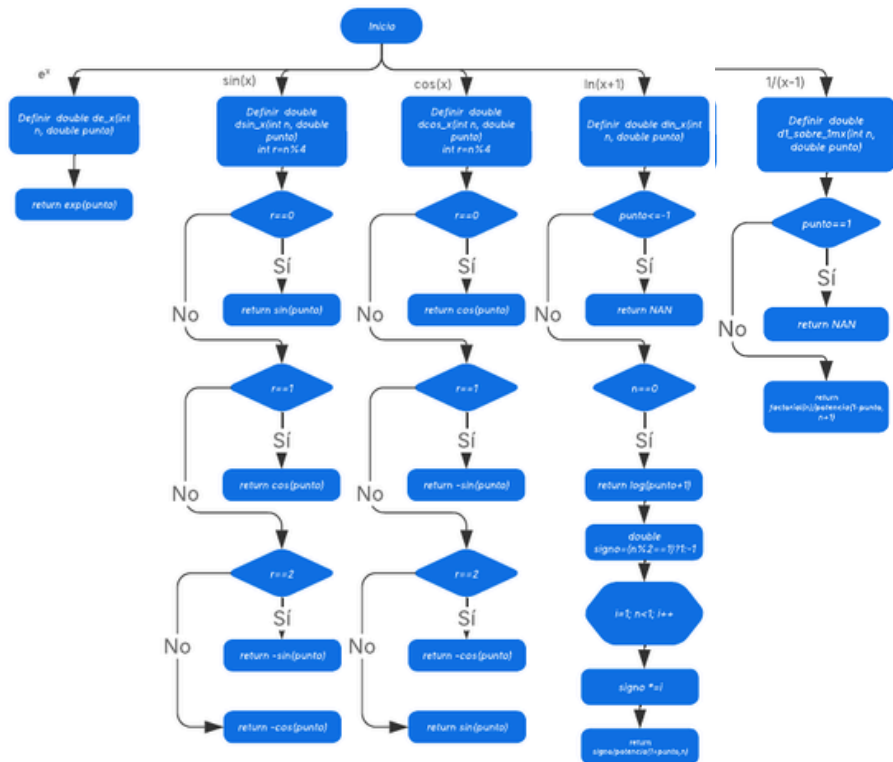 Inicio
e^x
sin(x)
cos(x)
ln(x+1)
1/(x-1)
Definir double de_x(int
n, double punto)
return exp(punto)
Definir double
dsin_x(int n, double
punto)
int r=n%4
r==0
Sí
No
return sin(punto)
r==1
Sí
No
return cos(punto)
r==2
Sí
No
return -sin(punto)
return -cos(punto)
Definir double
dcos_x(int n, double
punto)
int r=n%4
r==0
Sí
No
return cos(punto)
r==1
Sí
No
return -sin(punto)
r==2
Sí
No
return -cos(punto)
return sin(punto)
Definir double dln_x(int
n, double punto)
punto<=-1
Sí
No
return NAN
n==0
Sí
return log(punto+1)
double
signo=(n%2==1)?1:-1
i=1; n<1; i++
signo *=i
return
signo/potencia(1+punto,n)
Definir double
d1_sobre_1mx(int n,
double punto)
punto==1
Sí
No
return NAN
return
factorial(n)/potencia(1-punto,
n+1)